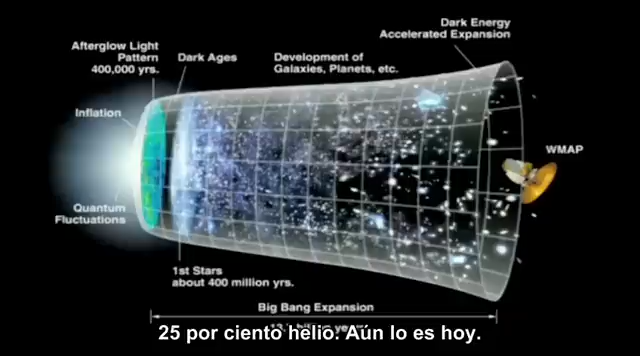 Dark Energy
Accelerated Expansion
Afterglow Light
Pattern
400,000 yrs.
Dark Ages
Development of
Galaxies, Planets, etc.
Inflation
WMAP
Quantum
Fluctuations
1st Stars
about 400 million yrs.
Big Bang Expansion
25 por ciento helio. Aún lo es hoy.